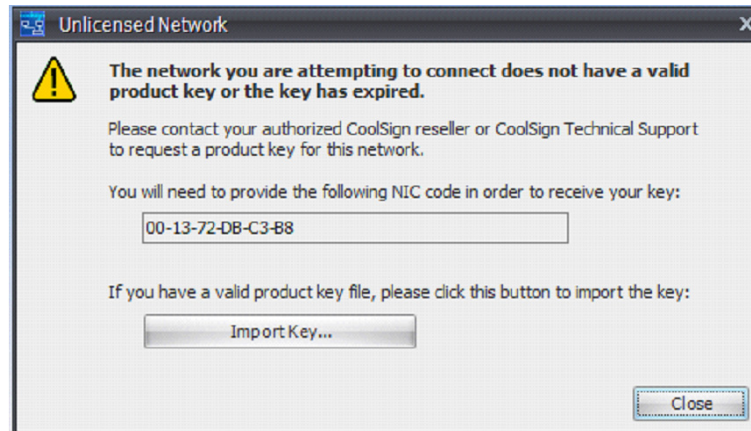 Unlicensed Network
The network you are attempting to connect does not have a valid
product key or the key has expired.
Please contact your authorized CoolSign reseller or CoolSign Technical Support
to request a product key for this network.
You will need to provide the following NIC code in order to receive your key:
00-13-72-DB-C3-B8
If you have a valid product key file, please click this button to import the key:
Import Key...
Close